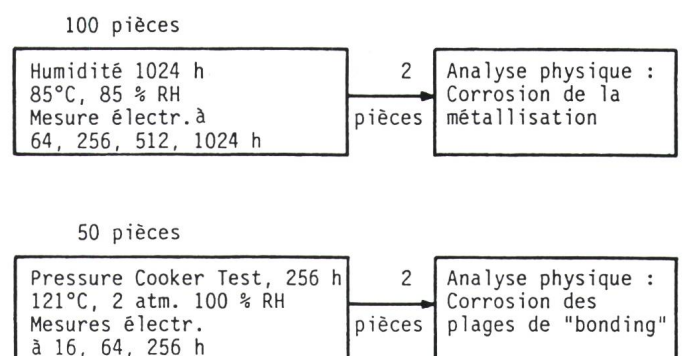 100 pièces
Humidité 1024 h
85°C, 85 % RH
Mesure électr.à
64, 256, 512, 1024 h
2
pièces
Analyse physique :
Corrosion de la
métallisation
50 pièces
Pressure Cooker Test, 256 h
121°C, 2 atm. 100 % RH
Mesures électr.
à 16, 64, 256 h
2
pièces
Analyse physique :
Corrosion des
plages de "bonding"